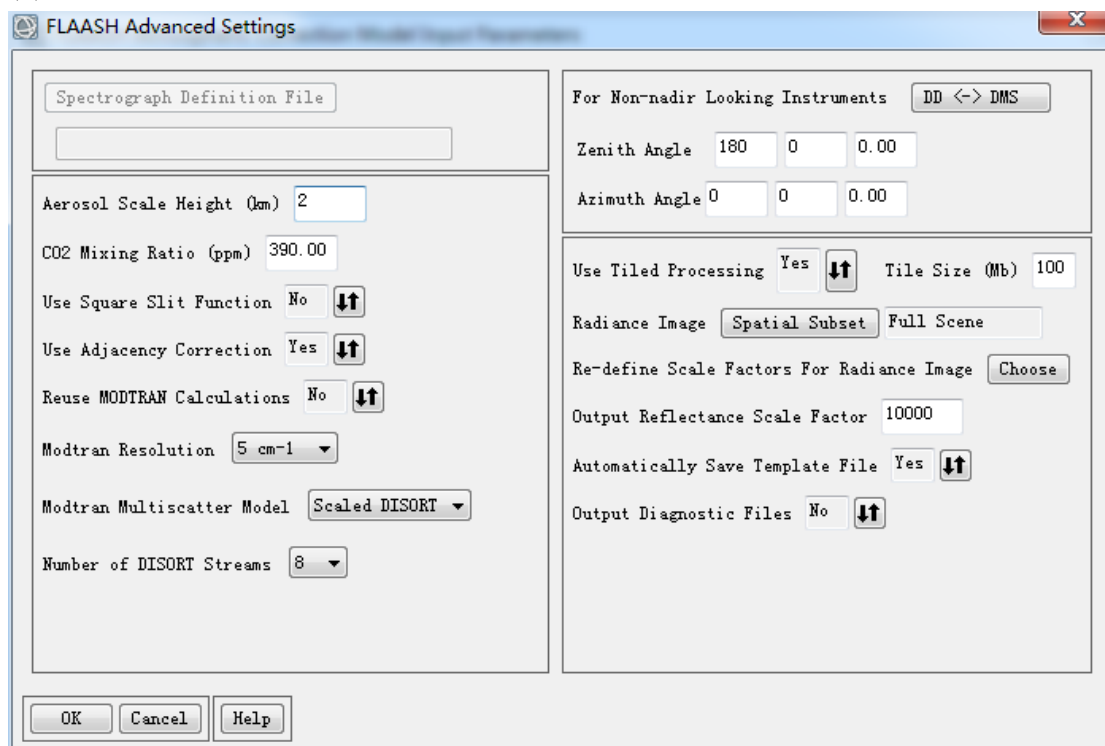 FLAASH Advanced Settings
Spectrograph Definition File
Aerosol Scale Height (km) 2
CO2 Mixing Ratio (ppm) 390.00
Use Square Slit Function No
Use Adjacency Correction Yes
Reuse MODTRAN Calculations No
Modtran Resolution 5 cm-1
Modtran Multiscatter Model Scaled DISORT
Number of DISORT Streams 8
For Non-nadir Looking Instruments DD <-> DMS
Zenith Angle 180 0 0.00
Azimuth Angle 0 0 0.00
Use Tiled Processing Yes Tile Size (Mb) 100
Radiance Image Spatial Subset Full Scene
Re-define Scale Factors For Radiance Image Choose
Output Reflectance Scale Factor 10000
Automatically Save Template File Yes
Output Diagnostic Files No
OK Cancel Help